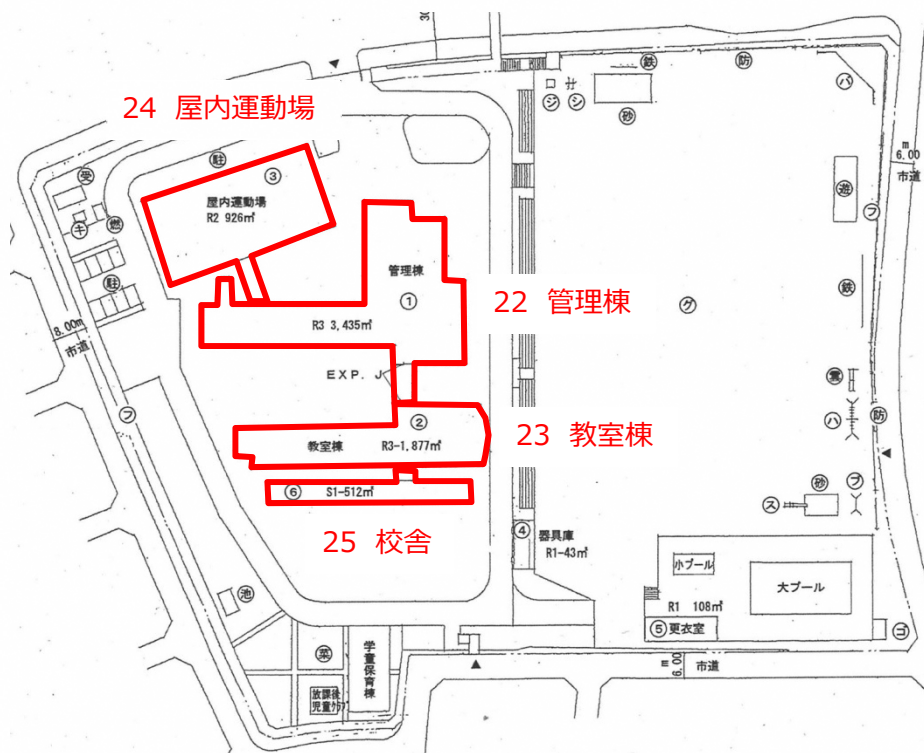 30
24 屋内運動場
鉄
防
バ
ジ
シ
砂
受
駐
③
屋内運動場
R2 926㎡
キ
燃
駐
6.00
m
市道
遊
フ
管理棟
①
22 管理棟
R3 3,435㎡
グ
鉄
8.00m
市道
EXP. J
フ
②
教室棟
R3-1,877㎡
23 教室棟
ハ
防
⑥
S1-512㎡
砂
ブ
ス
25 校舎
④
器具庫
R1-43㎡
小プール
大プール
池
R1 108㎡
⑤
更衣室
ゴ
菜
学童保育棟
放課後
児童クラブ
6.00
m
市道